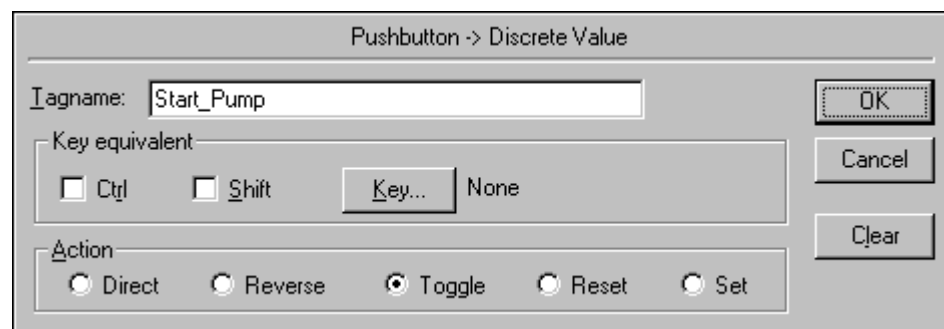 Pushbutton -> Discrete Value
Tagname: Start_Pump
OK
Key equivalent
Ctrl Shift Key... None
Cancel
Clear
Action
Direct Reverse Toggle Reset Set